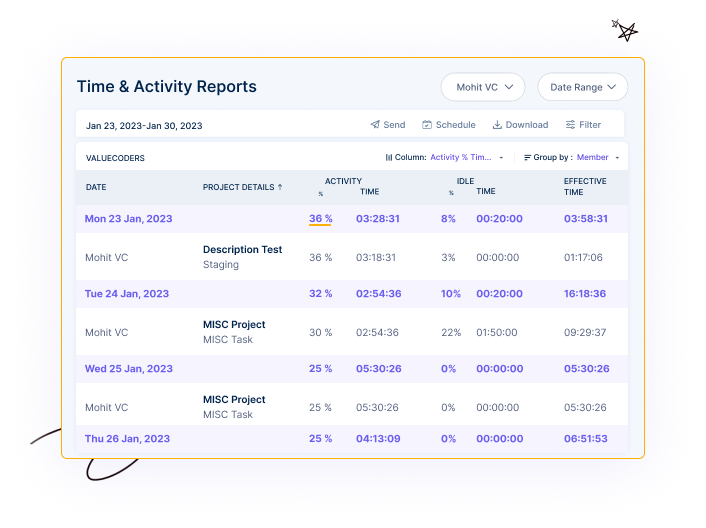 Time & Activity Reports Mohit VC Date Range
Jan 23, 2023-Jan 30, 2023 Send Schedule Download Filter
VALUECODERS Column: Activity % Tim... Group by : Member
DATE PROJECT DETAILS ↑ ACTIVITY IDLE EFFECTIVE
% TIME % TIME TIME
Mon 23 Jan, 2023 36 % 03:28:31 8% 00:20:00 03:58:31
Mohit VC Description Test 36 % 03:18:31 3% 00:00:00 01:17:06
Staging
Tue 24 Jan, 2023 32 % 02:54:36 10% 00:20:00 16:18:36
Mohit VC MISC Project 30 % 02:54:36 22% 01:50:00 09:29:37
MISC Task
Wed 25 Jan, 2023 25 % 05:30:26 0% 00:00:00 05:30:26
Mohit VC MISC Project 25 % 05:30:26 0% 00:00:00 05:30:26
MISC Task
Thu 26 Jan, 2023 25 % 04:13:09 0% 00:00:00 06:51:53